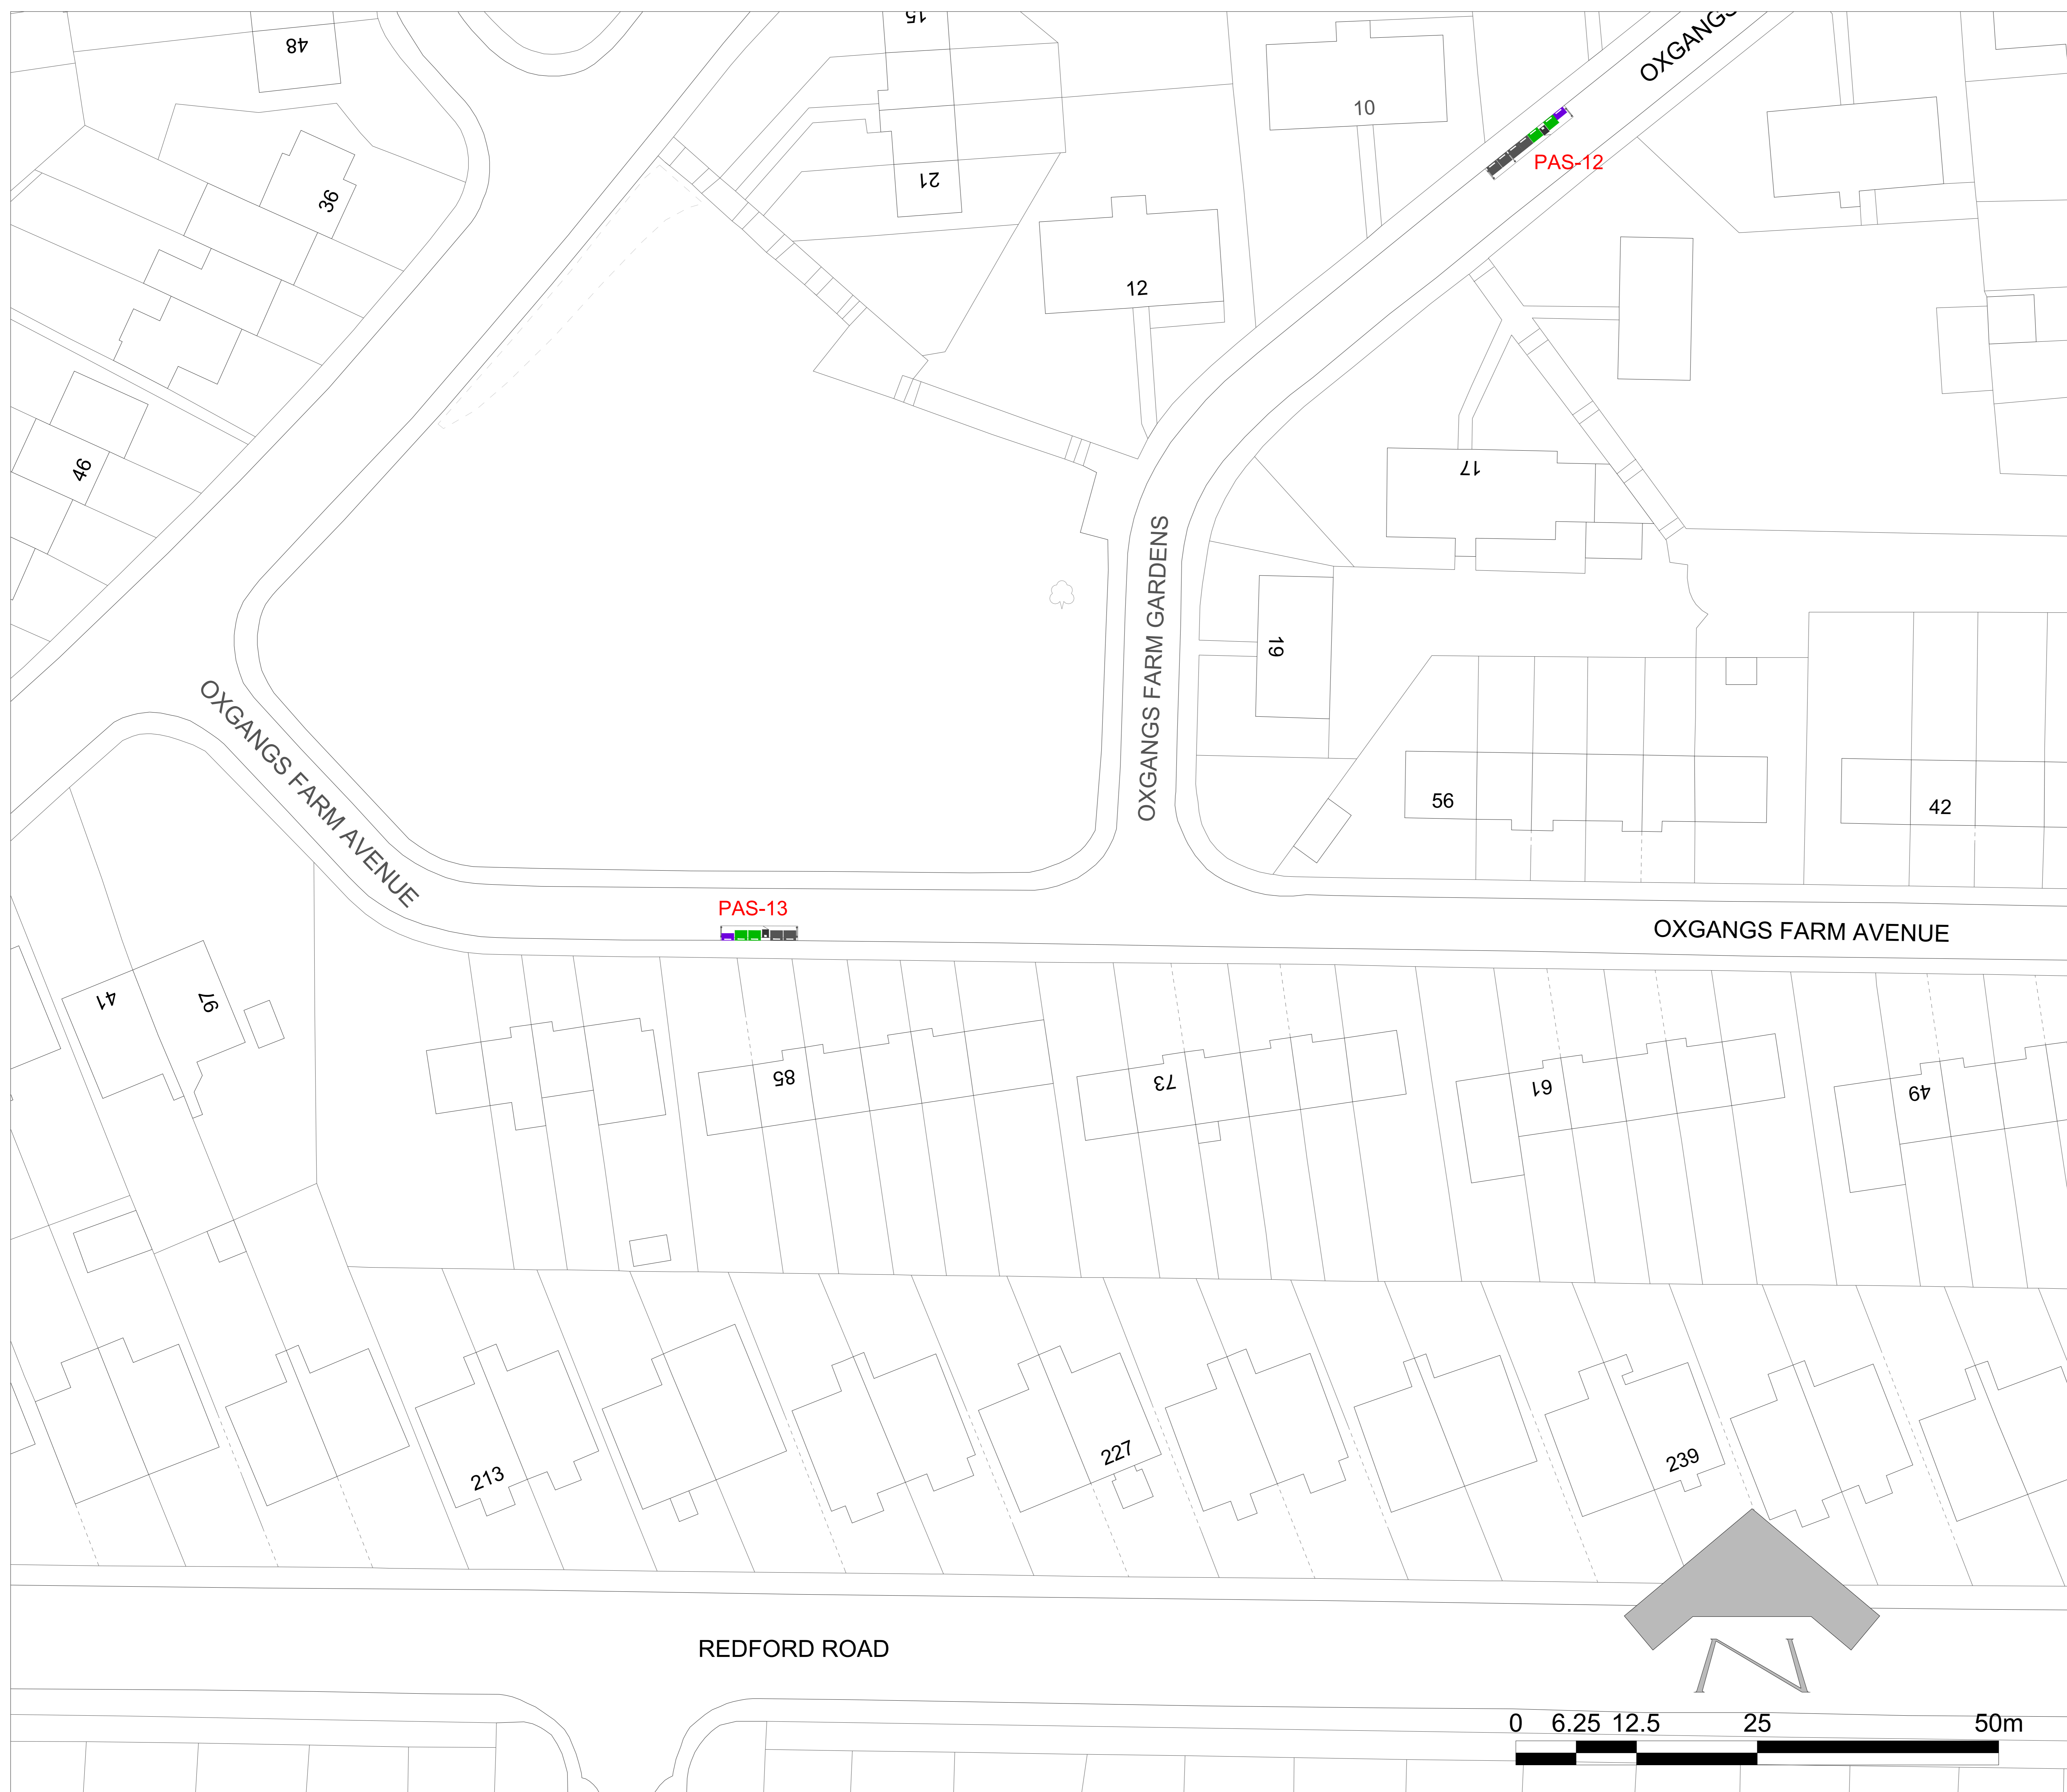 15
48
OXGANGS
10
PAS-12
36
21
12
46
17
OXGANGS FARM GARDENS
19
OXGANGS FARM AVENUE
56
42
PAS-13
OXGANGS FARM AVENUE
41
97
85
73
61
49
213
227
239
REDFORD ROAD
N
0 6.25 12.5 25 50m